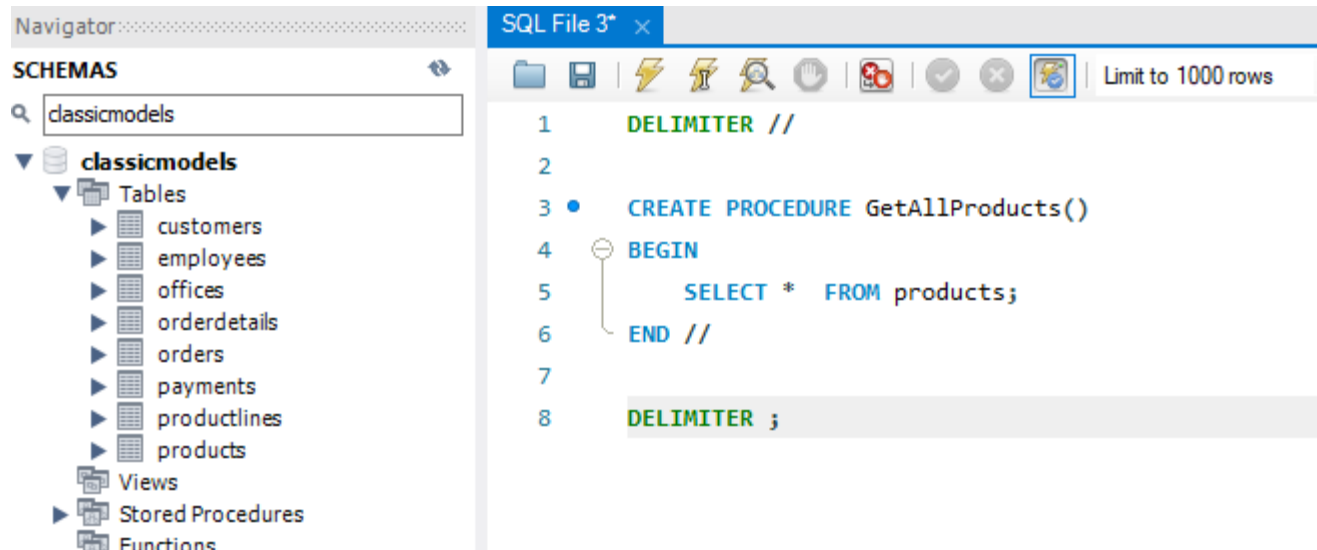 Navigator
SCHEMAS
classicmodels
classicmodels
Tables
customers
employees
offices
orderdetails
orders
payments
productlines
products
Views
Stored Procedures
Functions
SQL File 3*
Limit to 1000 rows
1 DELIMITER //
2
3 CREATE PROCEDURE GetAllProducts()
4 BEGIN
5 SELECT *  FROM products;
6 END //
7
8 DELIMITER ;